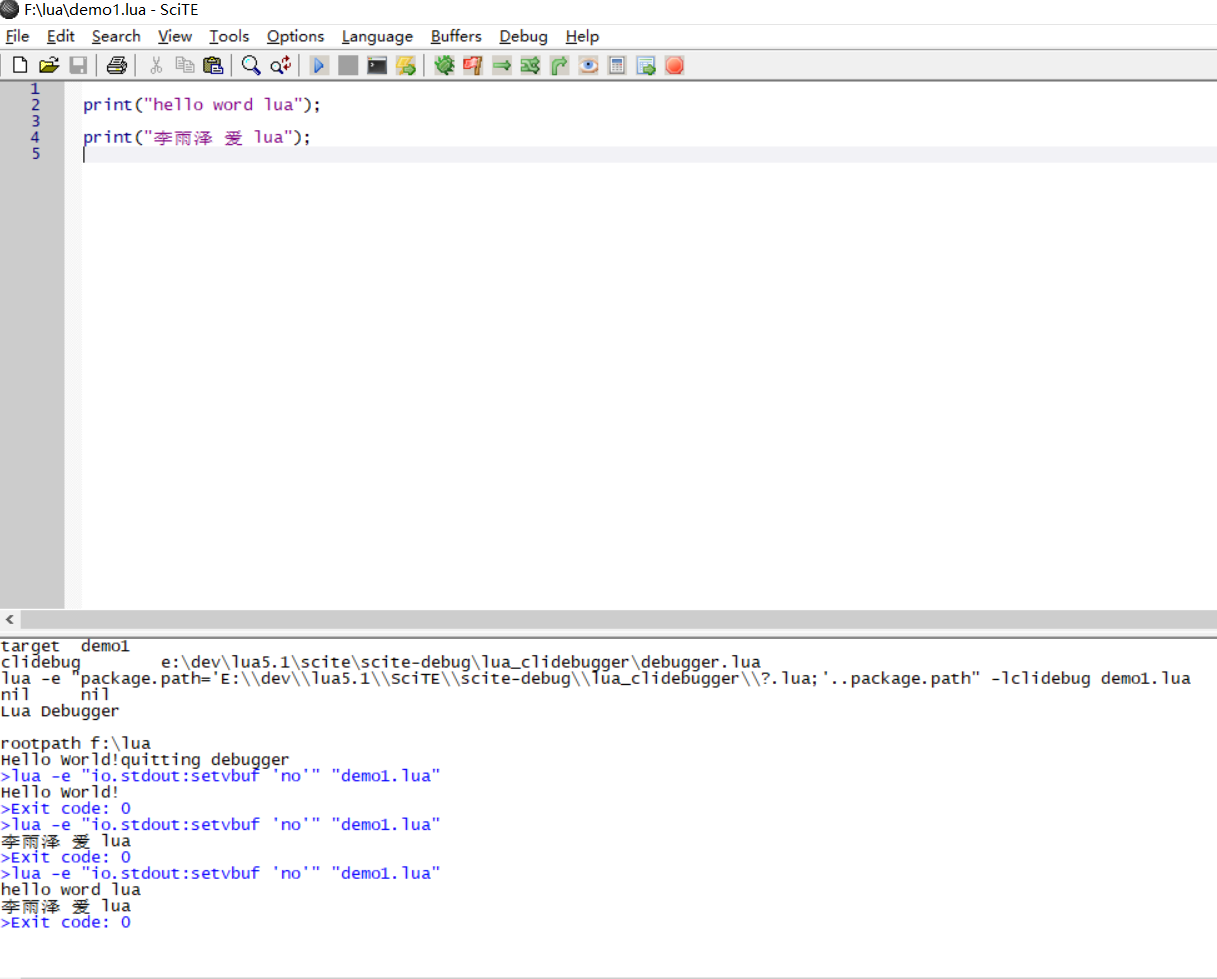 F:\lua\demo1.lua - SciTE
File Edit Search View Tools Options Language Buffers Debug Help
1
2 print("hello word lua");
3
4 print("李雨泽 爱 lua");
5
target demo1
clidebug e:\dev\lua5.1\scite\scite-debug\lua_clidebugger\debugger.lua
lua -e "package.path='E:\\dev\\lua5.1\\SciTE\\scite-debug\\lua_clidebugger\\?.lua;'..package.path" -lclidebug demo1.lua
nil nil
Lua Debugger
rootpath f:\lua
Hello World!quitting debugger
>lua -e "io.stdout:setvbuf 'no'" "demo1.lua"
Hello World!
>Exit code: 0
>lua -e "io.stdout:setvbuf 'no'" "demo1.lua"
李雨泽 爱 lua
>Exit code: 0
>lua -e "io.stdout:setvbuf 'no'" "demo1.lua"
hello word lua
李雨泽 爱 lua
>Exit code: 0